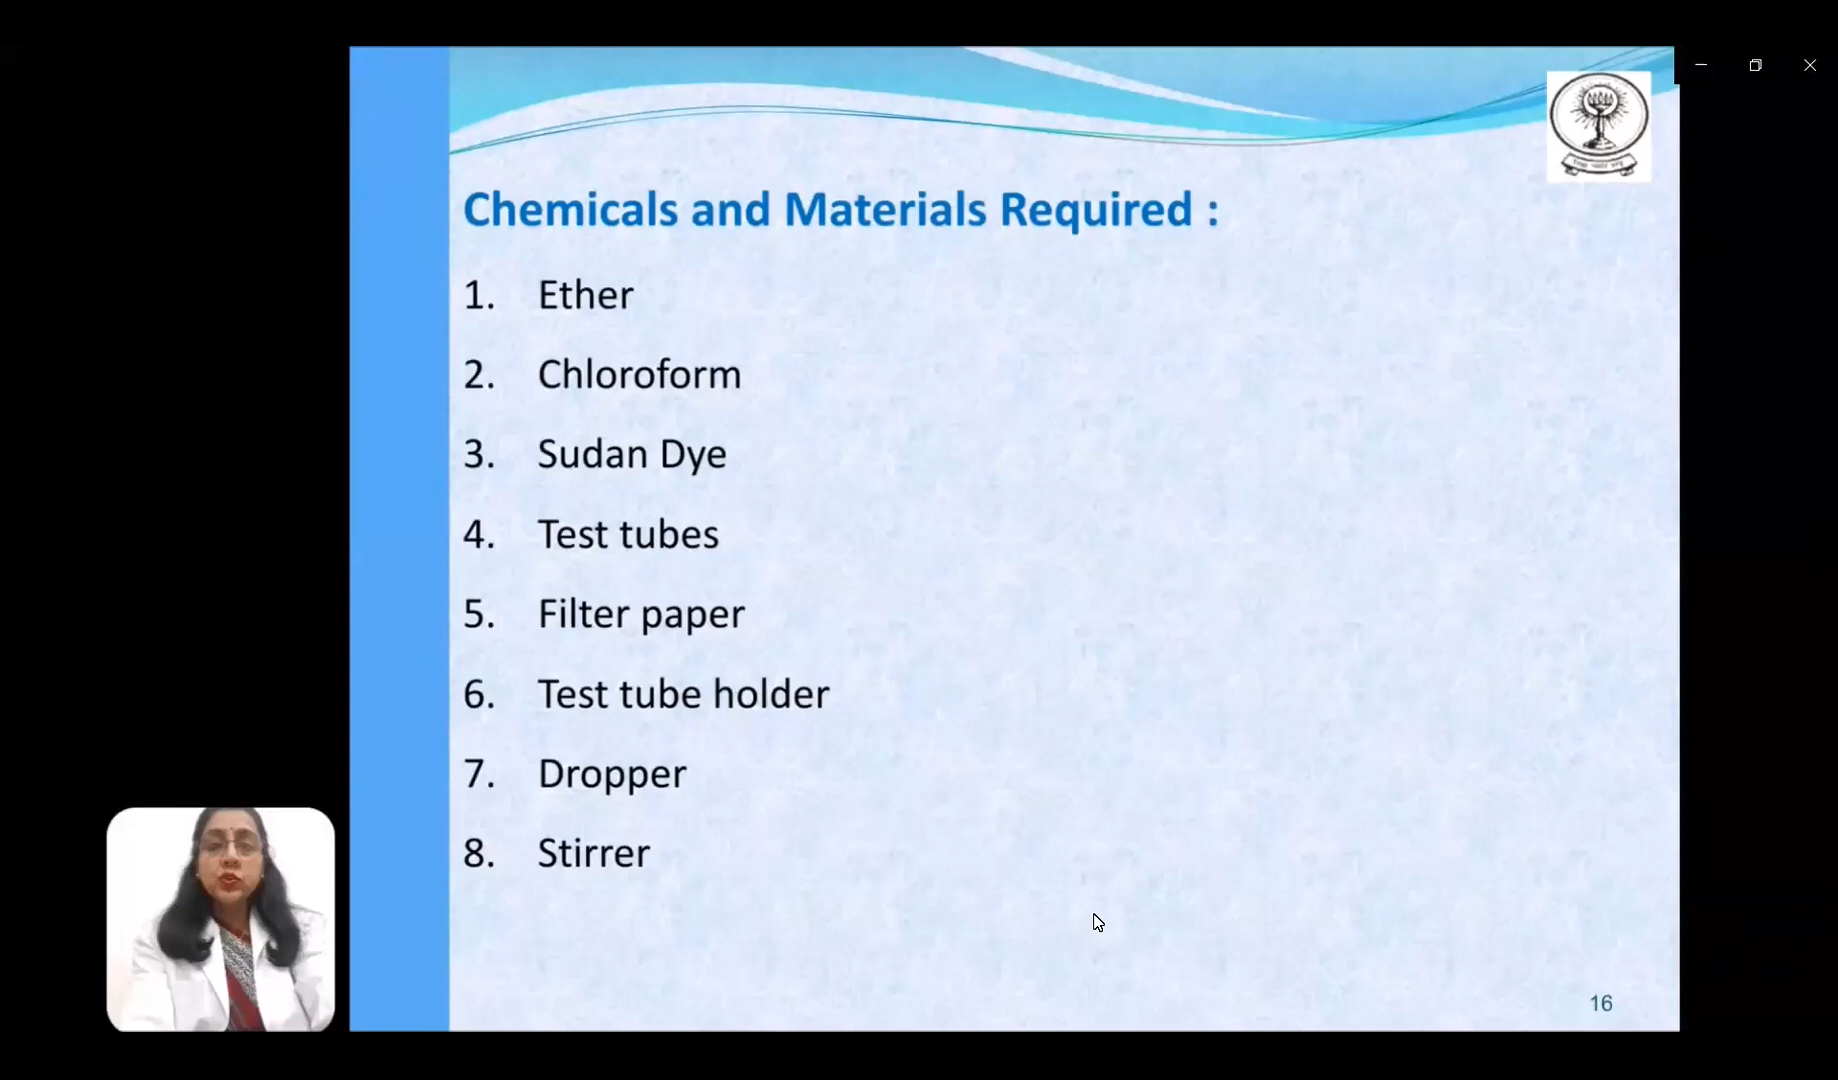 Chemicals and Materials Required :
1. Ether
2. Chloroform
3. Sudan Dye
4. Test tubes
5. Filter paper
6. Test tube holder
7. Dropper
8. Stirrer
16